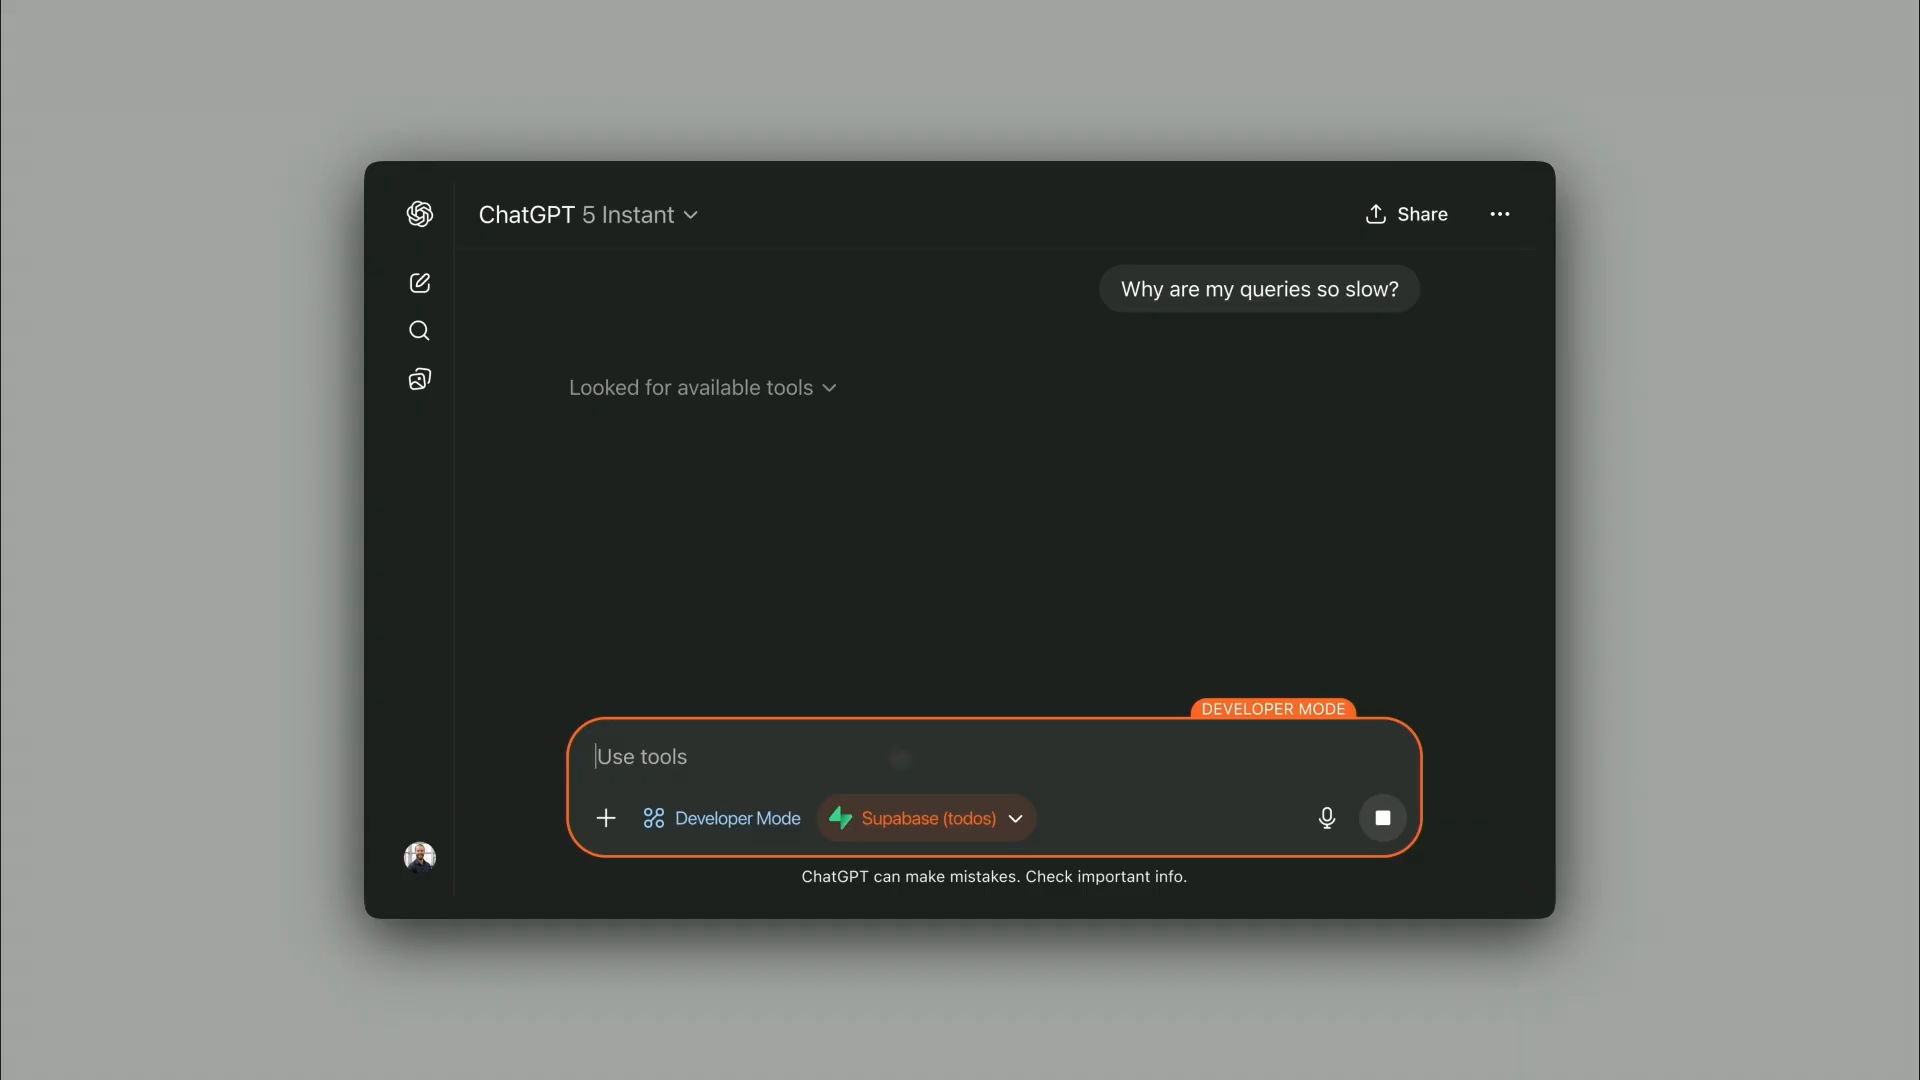 ChatGPT 5 Instant
Share
Why are my queries so slow?
Looked for available tools
DEVELOPER MODE
Use tools
Developer Mode
Supabase (todos)
ChatGPT can make mistakes. Check important info.